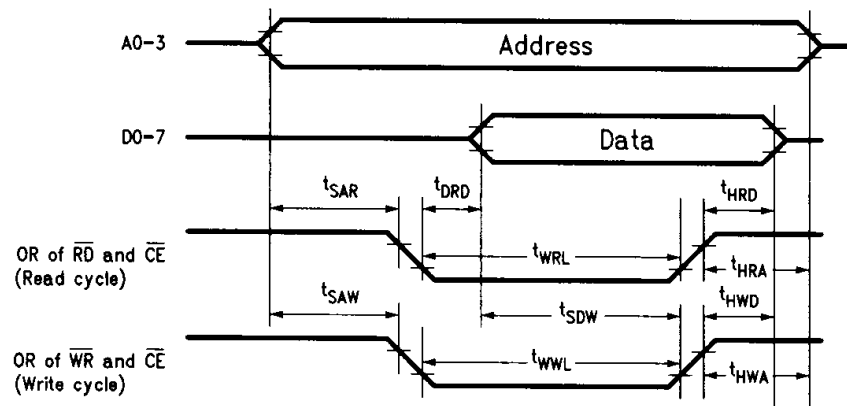 A0-3
Address
D0-7
Data
tSAR
tDRD
tHRD
OR of RD and CE
(Read cycle)
tWRL
tHRA
tSAW
tSDW
tHWD
OR of WR and CE
(Write cycle)
tWWL
tHWA